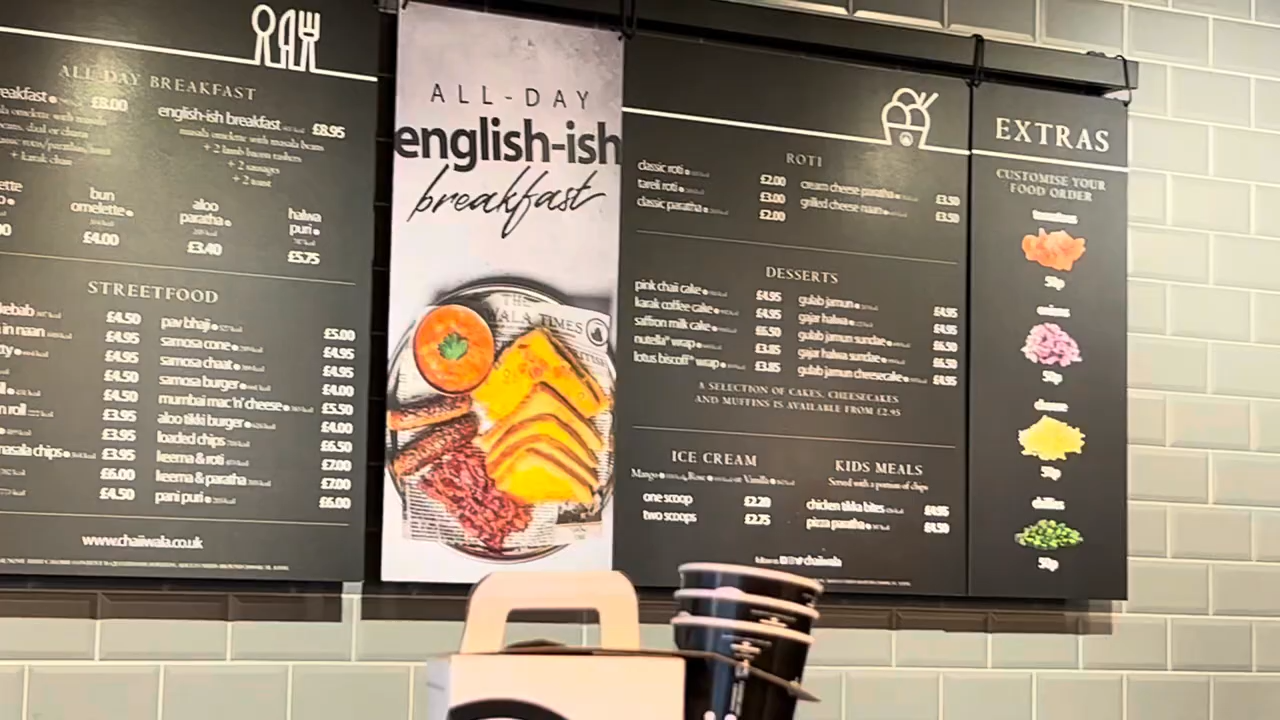 ALL-DAY BREAKFAST
£8.00
english-ish breakfast £8.95
masala omelette with masala beans
+ 2 lamb bacon rashers
+ 2 sausages
+ 2 toast
+ karak chai
bun
omelette
£4.00
aloo
paratha
£3.40
halwa
puri
£5.75
STREETFOOD
kebab £4.50
in naan £4.95
£4.95
£4.50
£4.50
n roll £3.95
£3.95
masala chips £3.95
£6.00
£4.50
pav bhaji £5.00
samosa cone £4.95
samosa chaat £4.95
samosa burger £4.00
mumbai mac 'n' cheese £5.50
aloo tikki burger £4.00
loaded chips £6.50
keema & roti £7.00
keema & paratha £7.00
pani puri £6.00
www.chaiiwala.co.uk
ALL-DAY
english-ish
breakfast
THE
WALA TIMES
ROTI
classic roti £2.00
tareli roti £3.00
classic paratha £2.00
cream cheese paratha £3.50
grilled cheese naan £3.50
DESSERTS
pink chai cake £4.95
karak coffee cake £4.95
saffron milk cake £6.50
nutella® wrap £3.85
lotus biscoff® wrap £3.85
gulab jamun £4.95
gajar halwa £4.95
gulab jamun sundae £6.50
gajar halwa sundae £6.50
gulab jamun cheesecake £4.95
A SELECTION OF CAKES, CHEESECAKES
AND MUFFINS IS AVAILABLE FROM £2.95
ICE CREAM
Mango Rose or Vanilla
one scoop £2.20
two scoops £2.75
KIDS MEALS
Served with a portion of chips
chicken tikka bites £4.95
pizza paratha £4.50
follow us chaiiwala
EXTRAS
CUSTOMISE YOUR
FOOD ORDER
tomatoes
50p
onions
50p
cheese
50p
chillies
50p